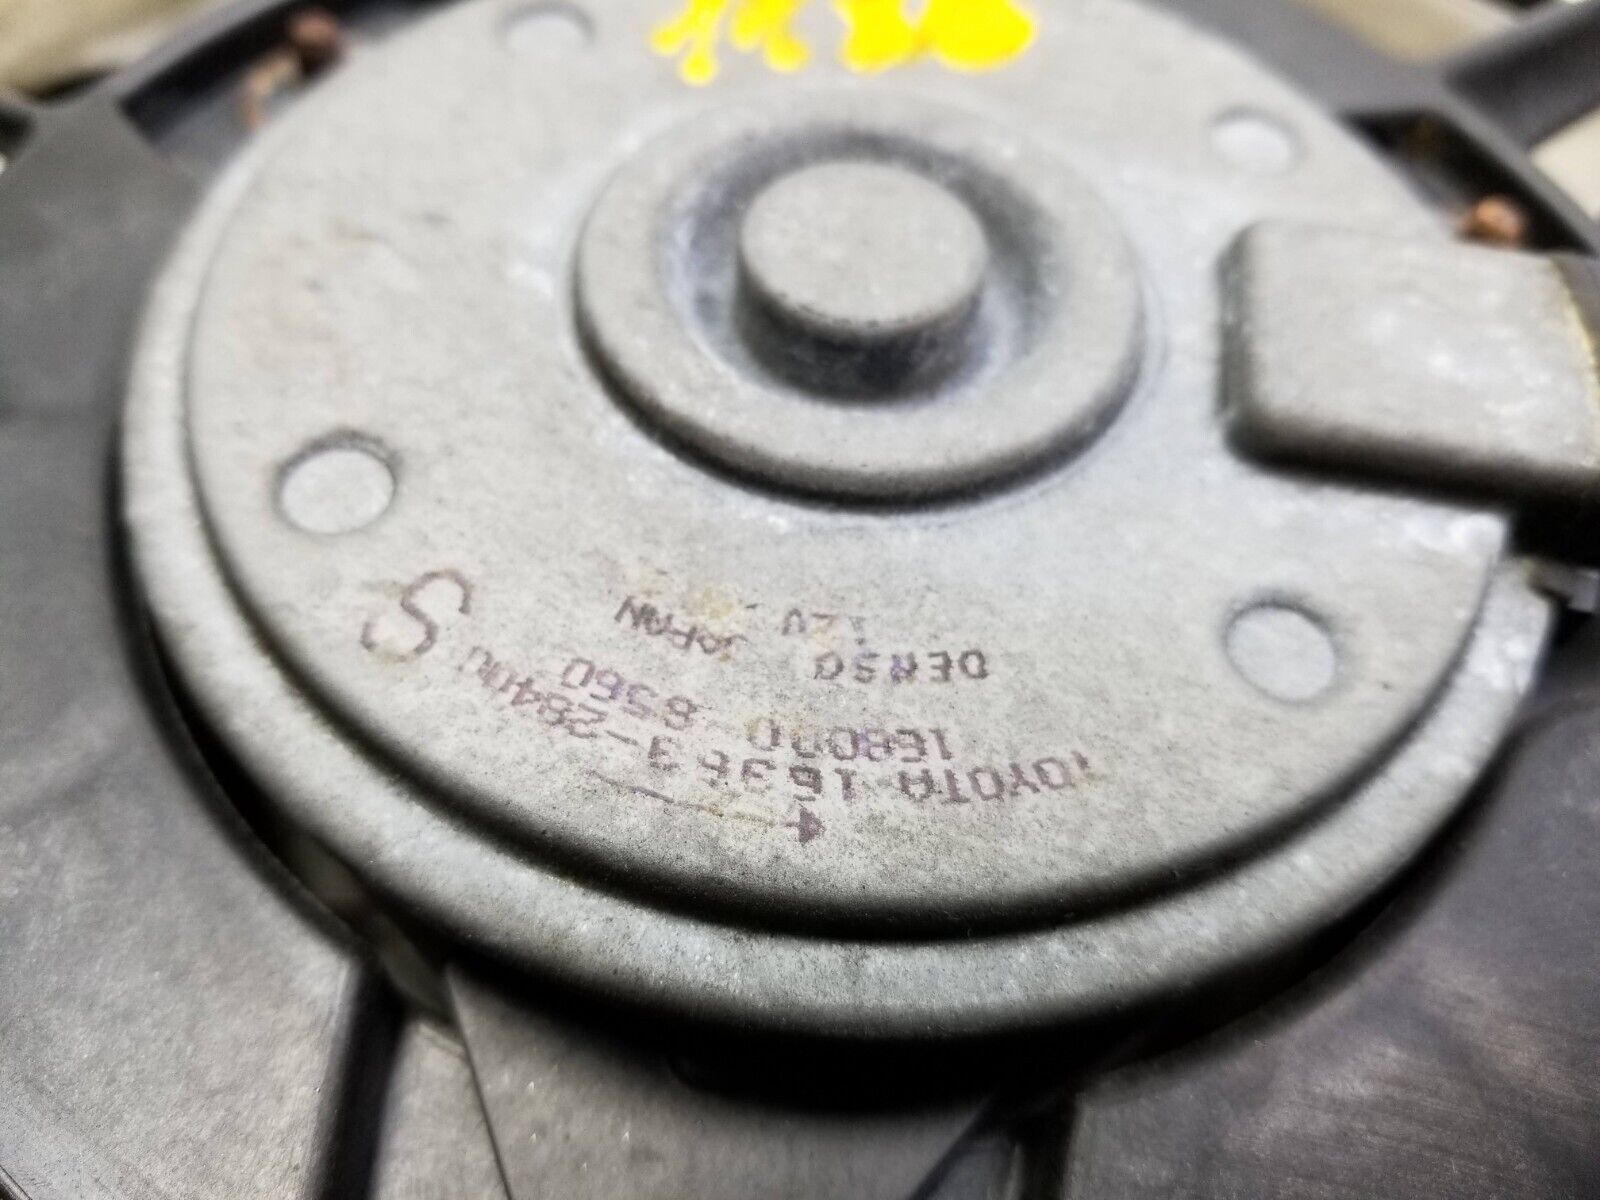 TOYOTA 16363-28400
168000-8560
DENSO JAPAN
12V
S